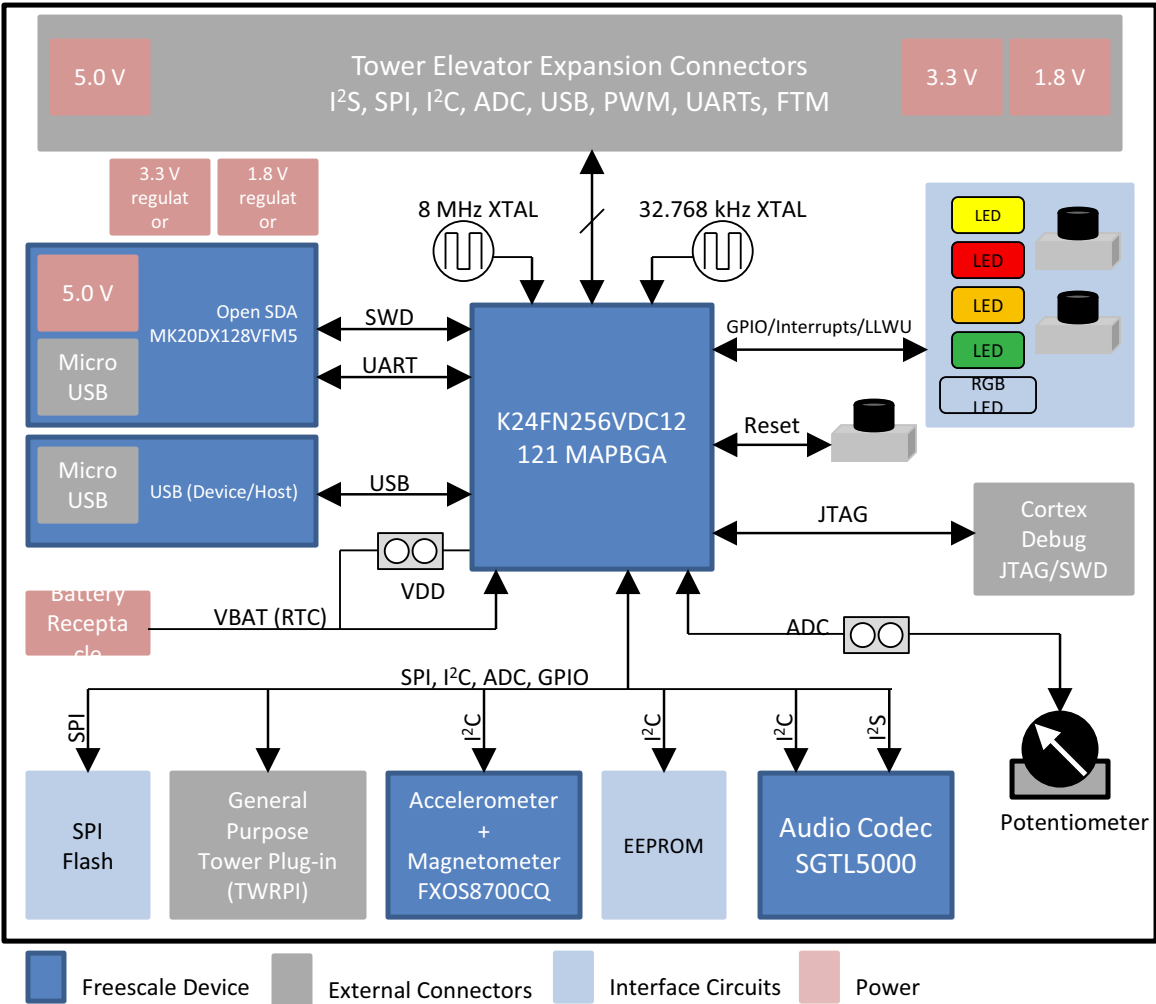 5.0 V
Tower Elevator Expansion Connectors
I²S, SPI, I²C, ADC, USB, PWM, UARTs, FTM
3.3 V
1.8 V
3.3 V
regulat
or
1.8 V
regulat
or
8 MHz XTAL
32.768 kHz XTAL
LED
LED
LED
LED
RGB
LED
5.0 V
Open SDA
MK20DX128VFM5
Micro
USB
SWD
UART
GPIO/Interrupts/LLWU
K24FN256VDC12
121 MAPBGA
Reset
Micro
USB
USB (Device/Host)
USB
JTAG
Cortex
Debug
JTAG/SWD
VDD
Battery
Recepta
cle
VBAT (RTC)
ADC
SPI, I²C, ADC, GPIO
SPI
I²C
I²C
I²C
I²S
SPI
Flash
General
Purpose
Tower Plug-in
(TWRPI)
Accelerometer
+
Magnetometer
FXOS8700CQ
EEPROM
Audio Codec
SGTL5000
Potentiometer
Freescale Device
External Connectors
Interface Circuits
Power